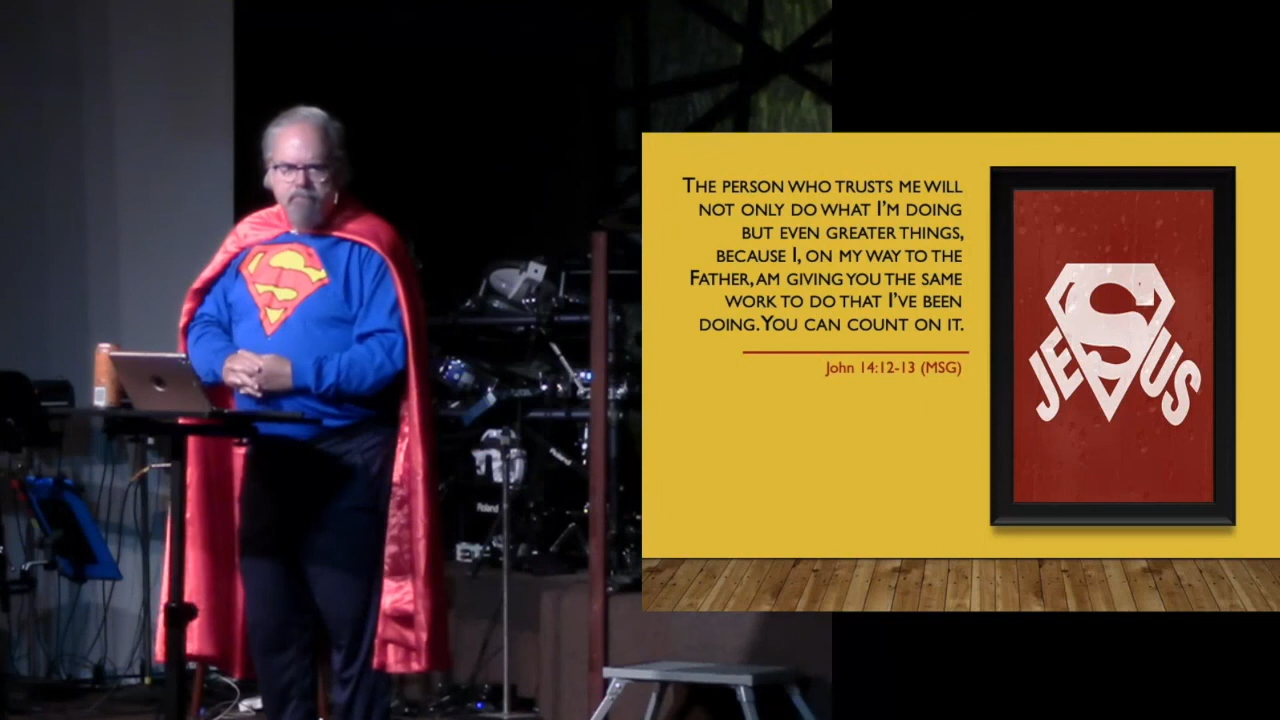 THE PERSON WHO TRUSTS ME WILL
NOT ONLY DO WHAT I'M DOING
BUT EVEN GREATER THINGS,
BECAUSE I, ON MY WAY TO THE
FATHER, AM GIVING YOU THE SAME
WORK TO DO THAT I'VE BEEN
DOING. YOU CAN COUNT ON IT.
John 14:12-13 (MSG)
JESUS
S
Roland
Roland